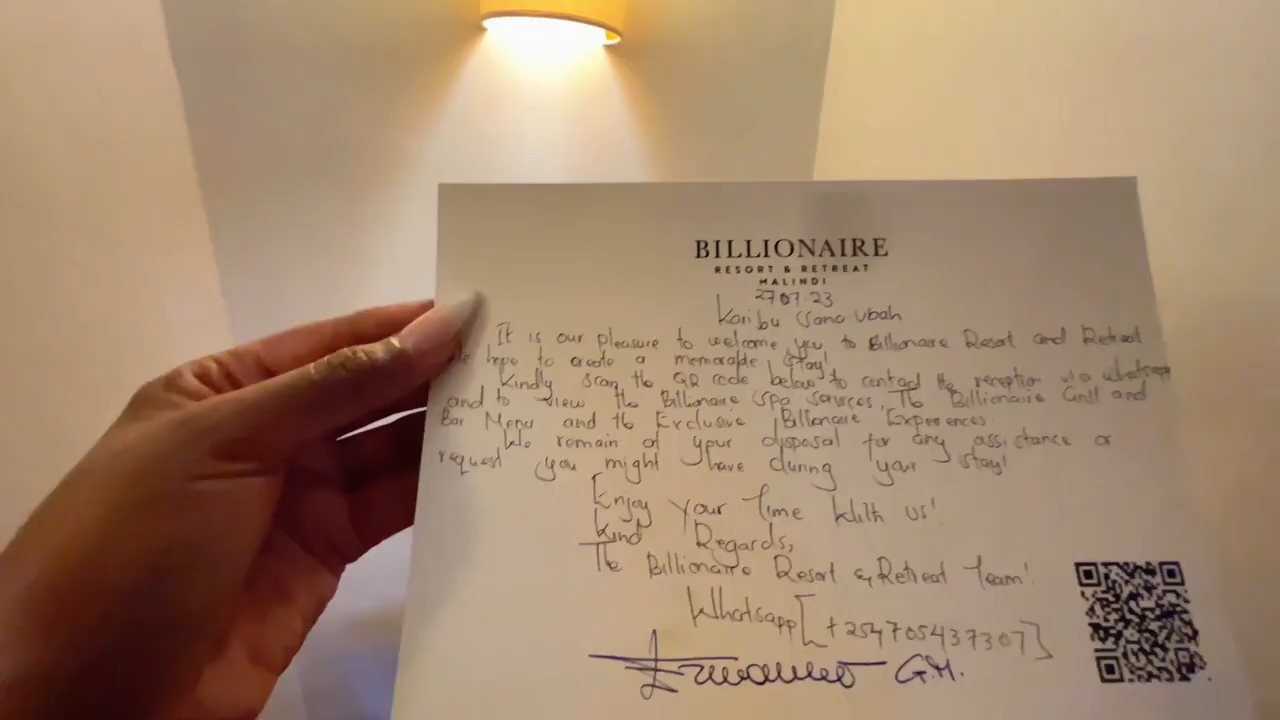 BILLIONAIRE
RESORT & RETREAT
MALINDI
27 07.23
Karibu Sana Ubah
It is our pleasure to welcome you to Billionaire Resort and Retreat
We hope to create a memorable stay!
Kindly scan the QR code below to contact the reception via whatsapp
and to view the Billionaire Spa Sources, The Billionaire Grill and
Bar Menu and the Exclusive Billionaire Experiences.
We remain at your disposal for any assistance or
request you might have during your stay!
Enjoy your Time With us!
Kind Regards,
The Billionaire Resort & Retreat Team!
Whatsapp [+254705437307]
G.M.